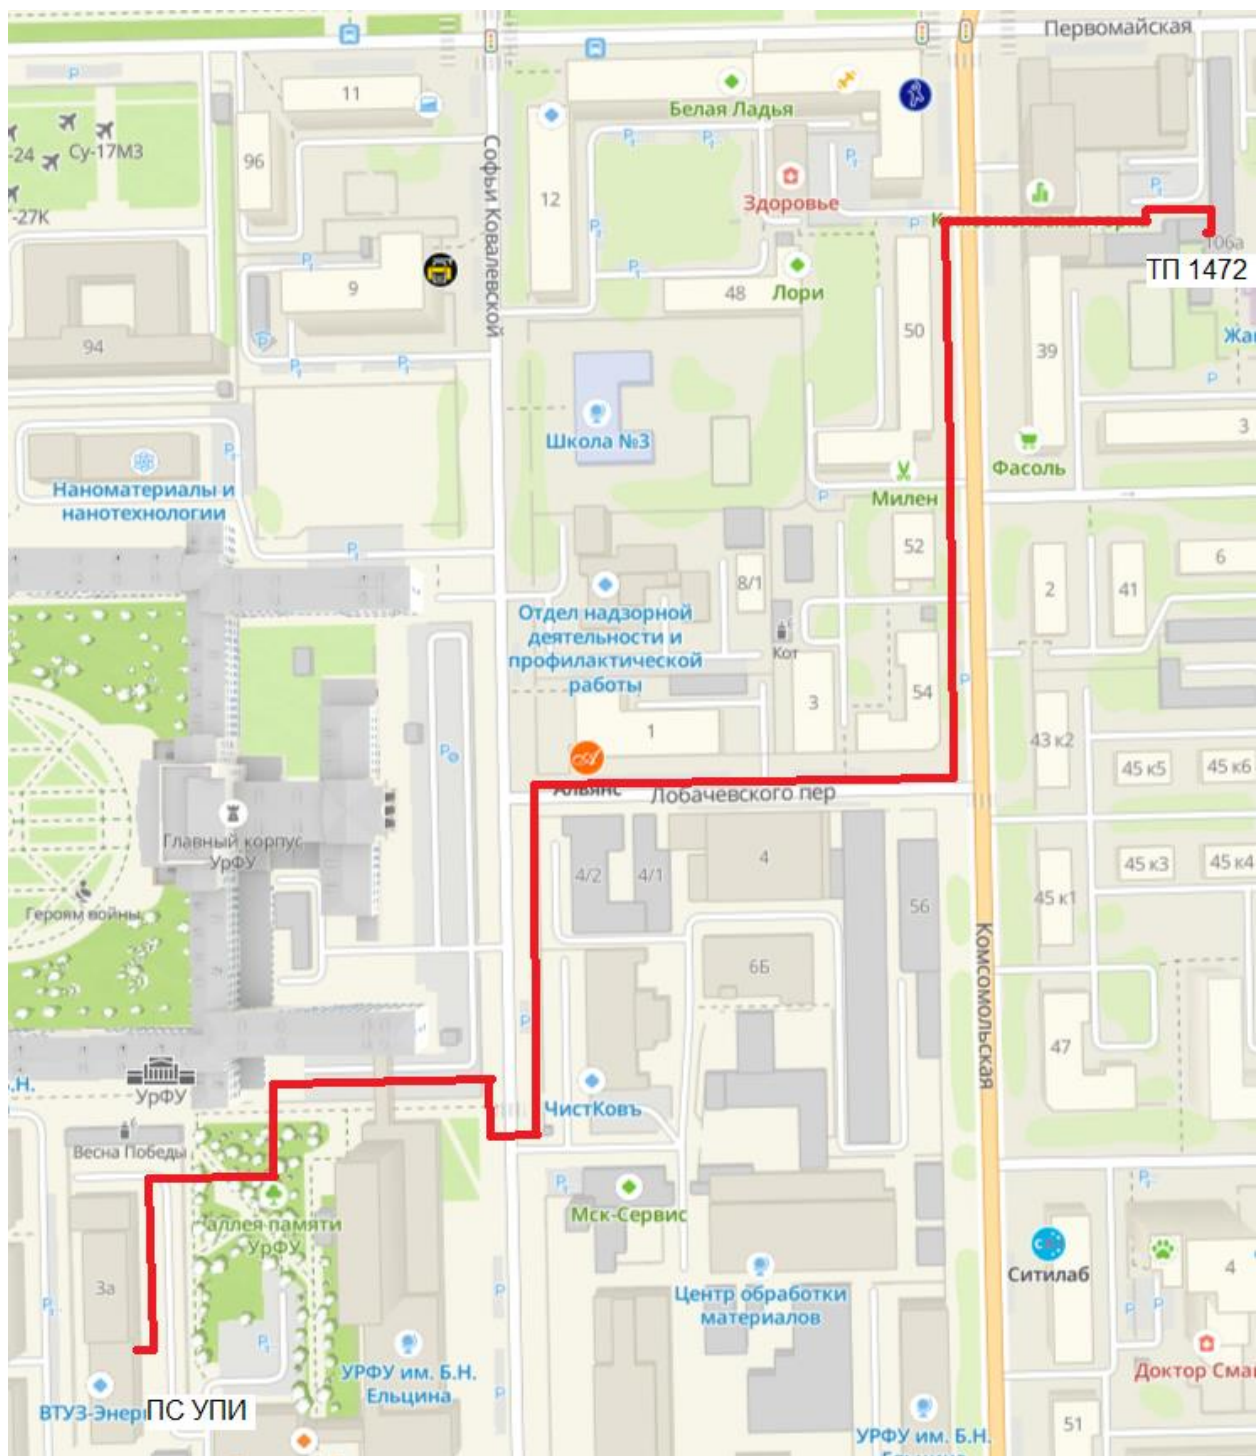 Первомайская
11
Белая Ладья
-24
Су-17М3
-27К
96
12
Софьи Ковалевской
Здоровье
106а
ТП 1472
9
48
Лори
50
94
39
Жа
Школа №3
3
Фасоль
Милен
Наноматериалы и
нанотехнологии
52
6
8/1
2
41
Отдел надзорной
деятельности и
профилактической
работы
Кот
3
54
1
43 к2
45 к5
45 к6
Альянс
Лобачевского пер
Главный корпус
УрФУ
4
4/2
4/1
45 к3
45 к4
45 к1
56
Героям войны
Комсомольская
6Б
47
Б.Н.
УрФУ
ЧистКовъ
Весна Победы
Мск-Сервис
аллея памяти
УрФУ
3а
Ситилаб
4
Центр обработки
материалов
УРФУ им. Б.Н.
Ельцина
Доктор Сма
ВТУЗ-Энер
ПС УПИ
51
УРФУ им. Б.Н.